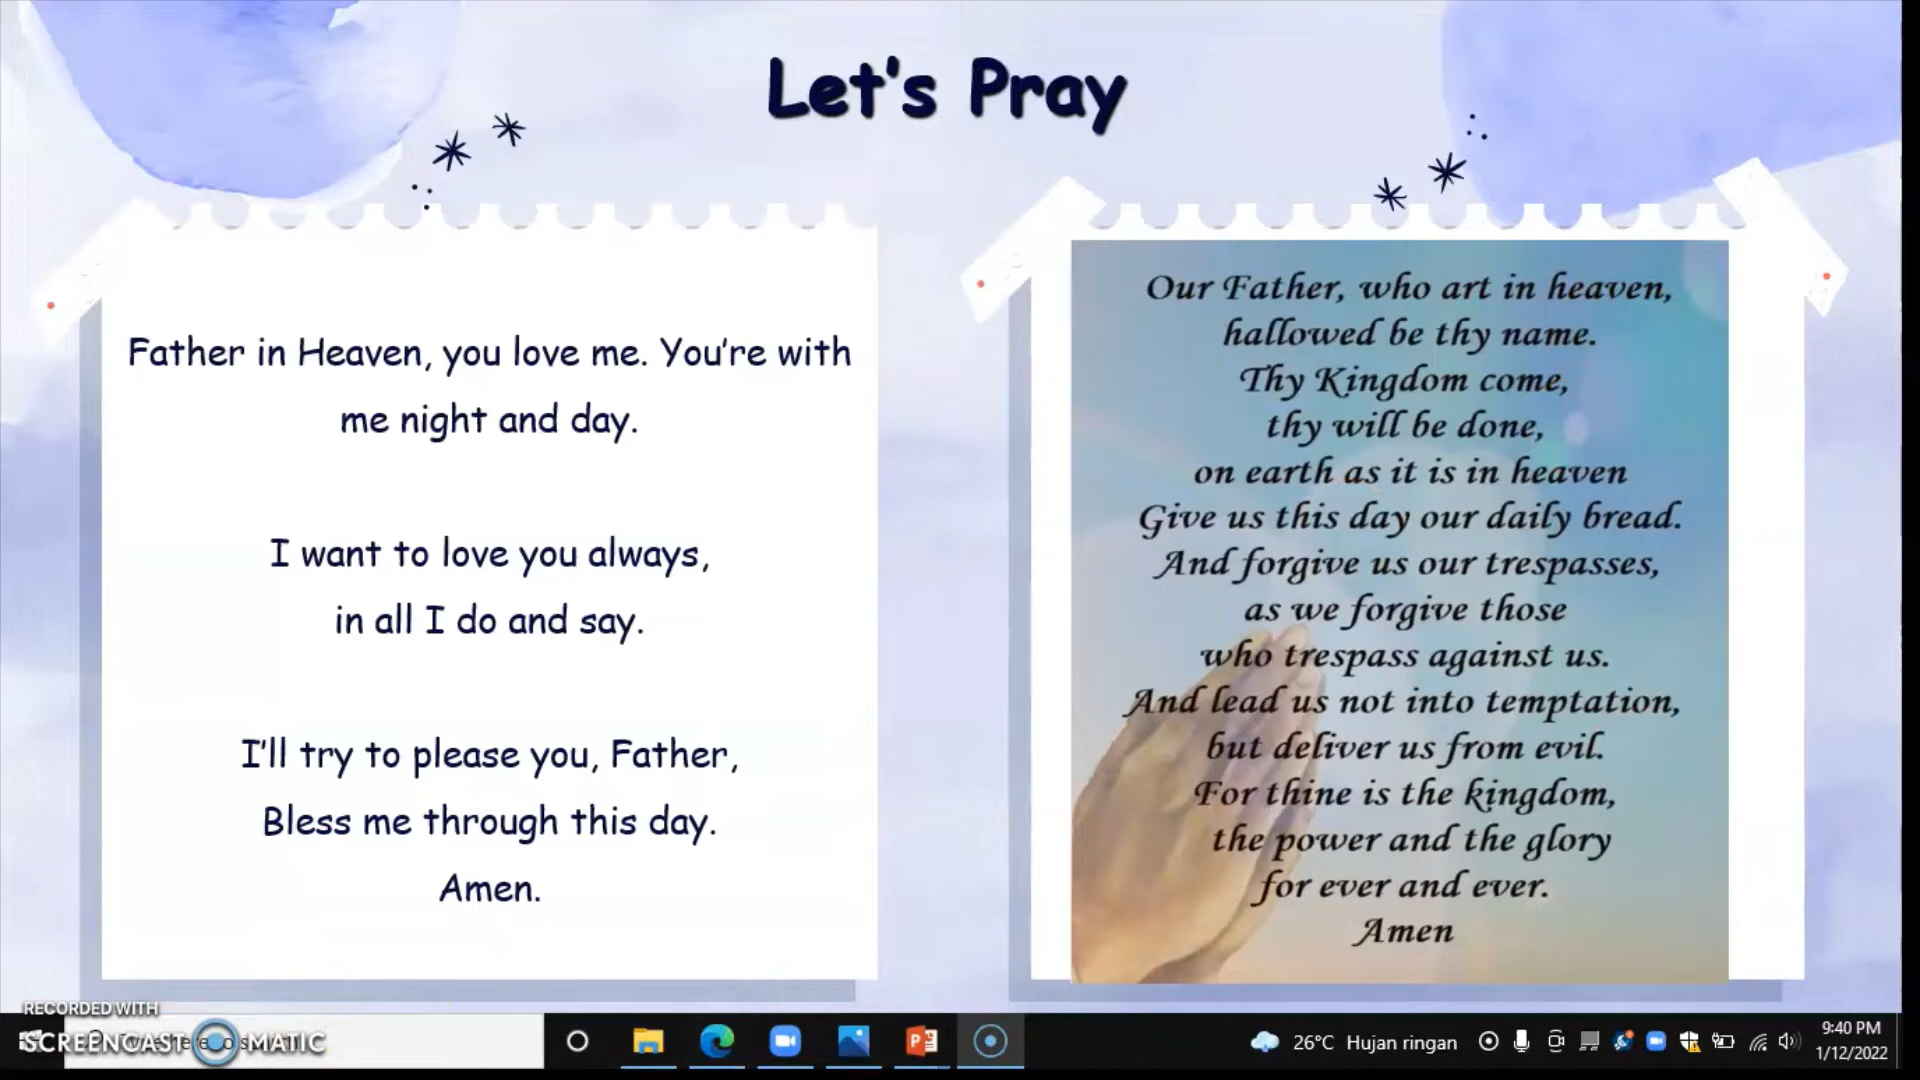 Let's Pray
Father in Heaven, you love me. You're with
me night and day.
I want to love you always,
in all I do and say.
I'll try to please you, Father,
Bless me through this day.
Amen.
Our Father, who art in heaven,
hallowed be thy name.
Thy Kingdom come,
thy will be done,
on earth as it is in heaven
Give us this day our daily bread.
And forgive us our trespasses,
as we forgive those
who trespass against us.
And lead us not into temptation,
but deliver us from evil.
For thine is the kingdom,
the power and the glory
for ever and ever.
Amen
RECORDED WITH
SCREENCAST MATIC
26°C Hujan ringan
9:40 PM
1/12/2022